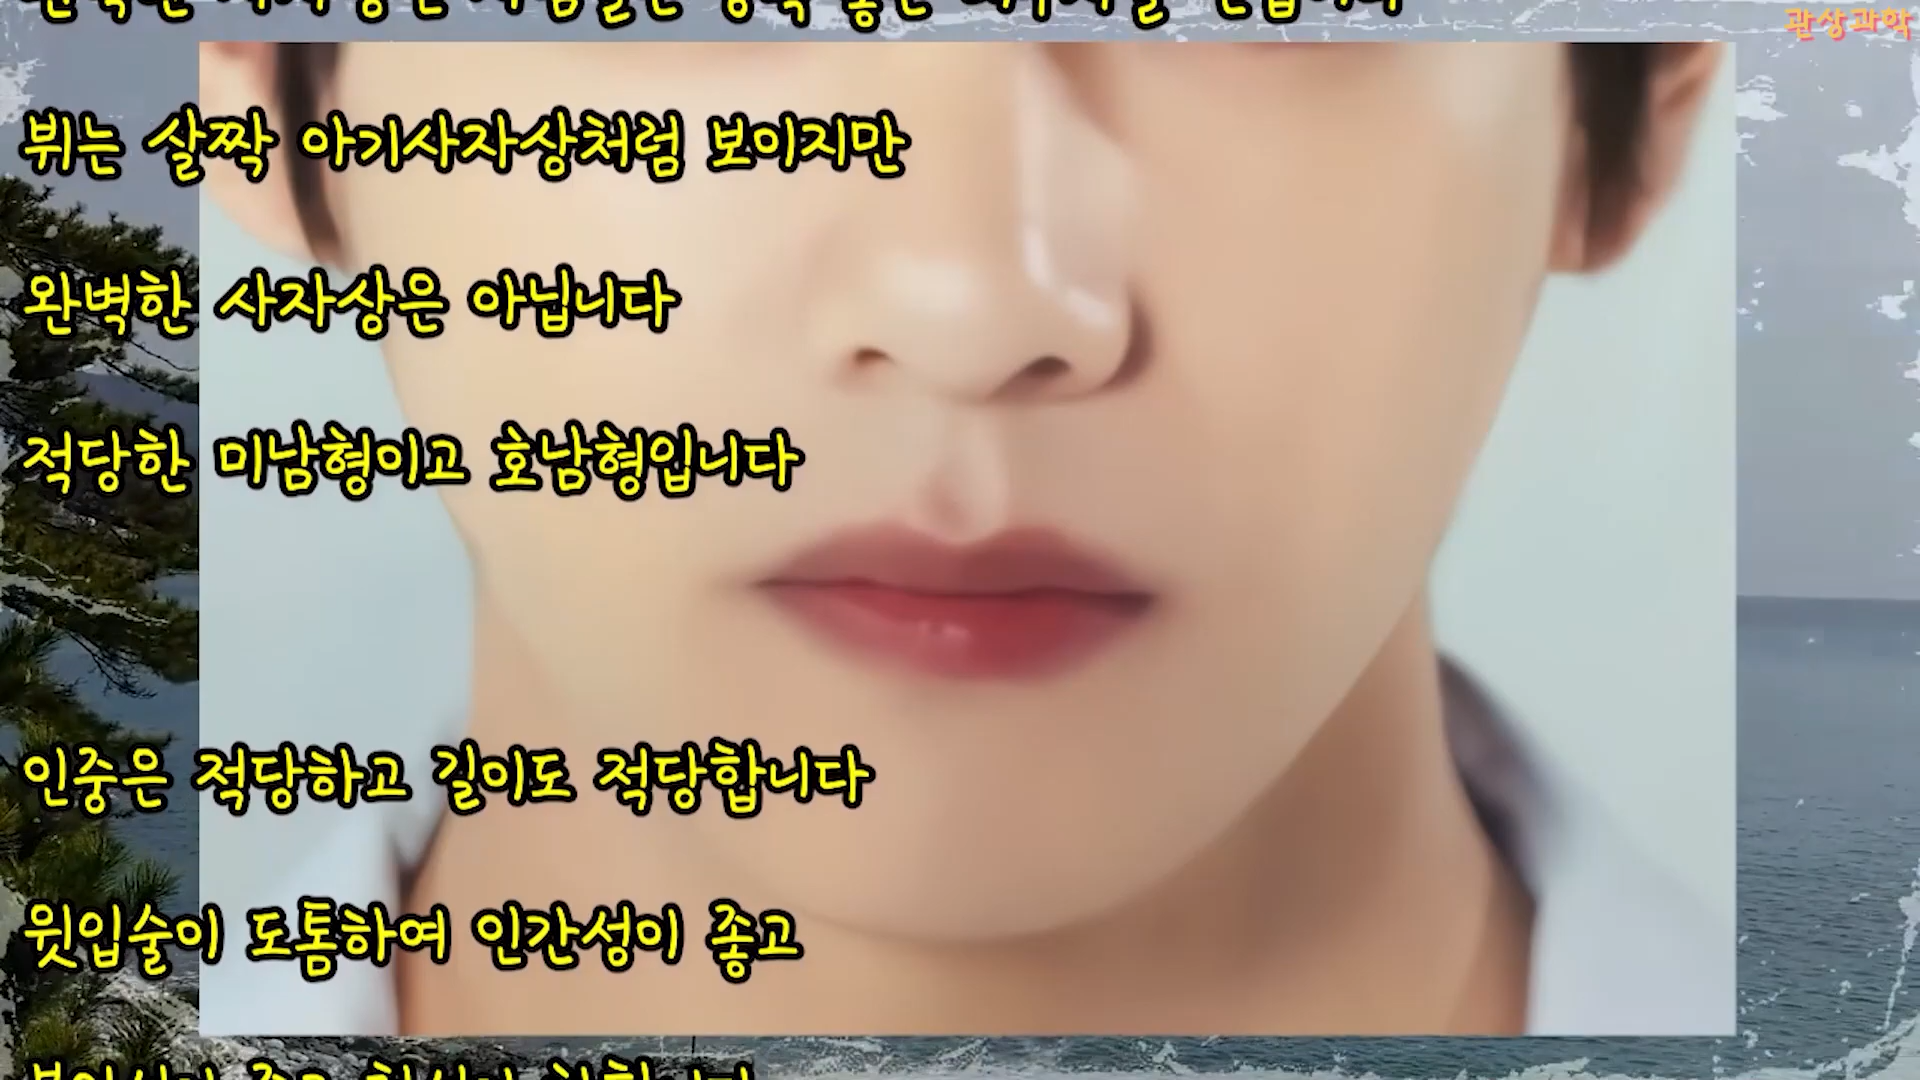 관상과학
뷔는 살짝 아기사자상처럼 보이지만
완벽한 사자상은 아닙니다
적당한 미남형이고 호남형입니다
인중은 적당하고 길이도 적당합니다
윗입술이 도톰하여 인간성이 좋고